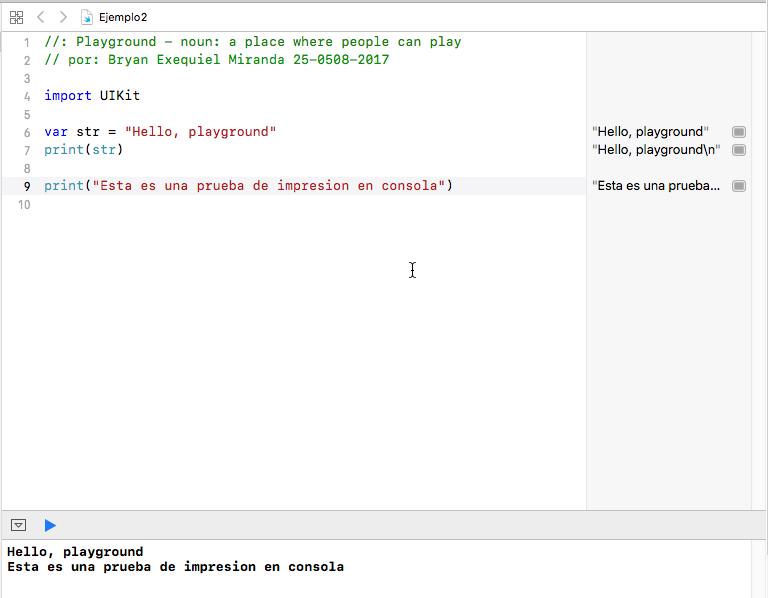 Ejemplo2
1 //: Playground - noun: a place where people can play
2 // por: Bryan Exequiel Miranda 25-0508-2017
3
4 import UIKit
5
6 var str = "Hello, playground" "Hello, playground"
7 print(str) "Hello, playground\n"
8
9 print("Esta es una prueba de impresion en consola") "Esta es una prueba...
10
Hello, playground
Esta es una prueba de impresion en consola